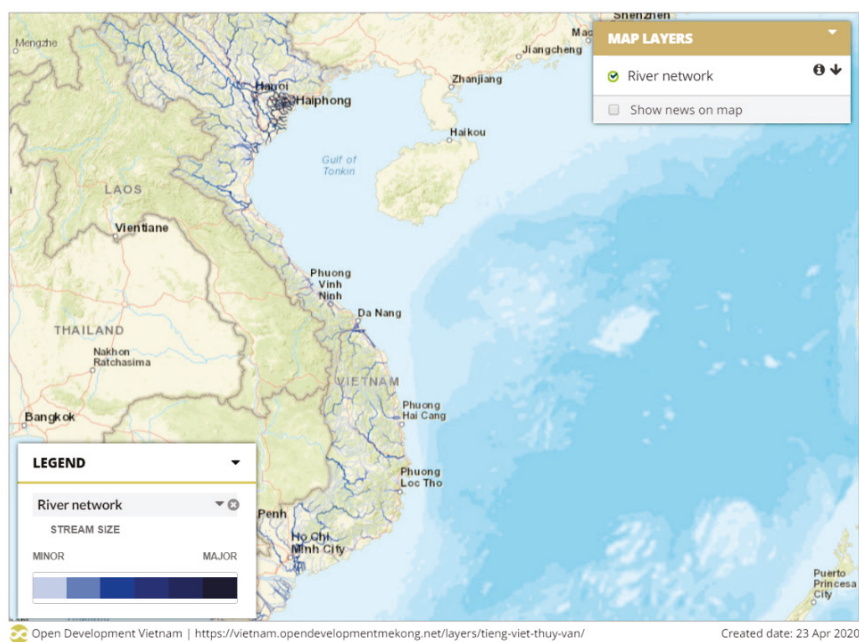 Shenzhen
Mengzhe
Mac
Jiangcheng
MAP LAYERS
River network
Show news on map
Zhanjiang
Hanoi
Haiphong
Haikou
Gulf of
Tonkin
LAOS
Vientiane
Phuong
Vinh
Ninh
Da Nang
THAILAND
Nakhon
Ratchasima
VIETNAM
Phuong
Hai Cang
Bangkok
LEGEND
Phuong
Loc Tho
River network
STREAM SIZE
Penh
MINOR
MAJOR
Ho Chi
Minh City
Puerto
Princesa
City
Open Development Vietnam | https://vietnam.opendevelopmentmekong.net/layers/tieng-viet-thuy-van/
Created date: 23 Apr 2020